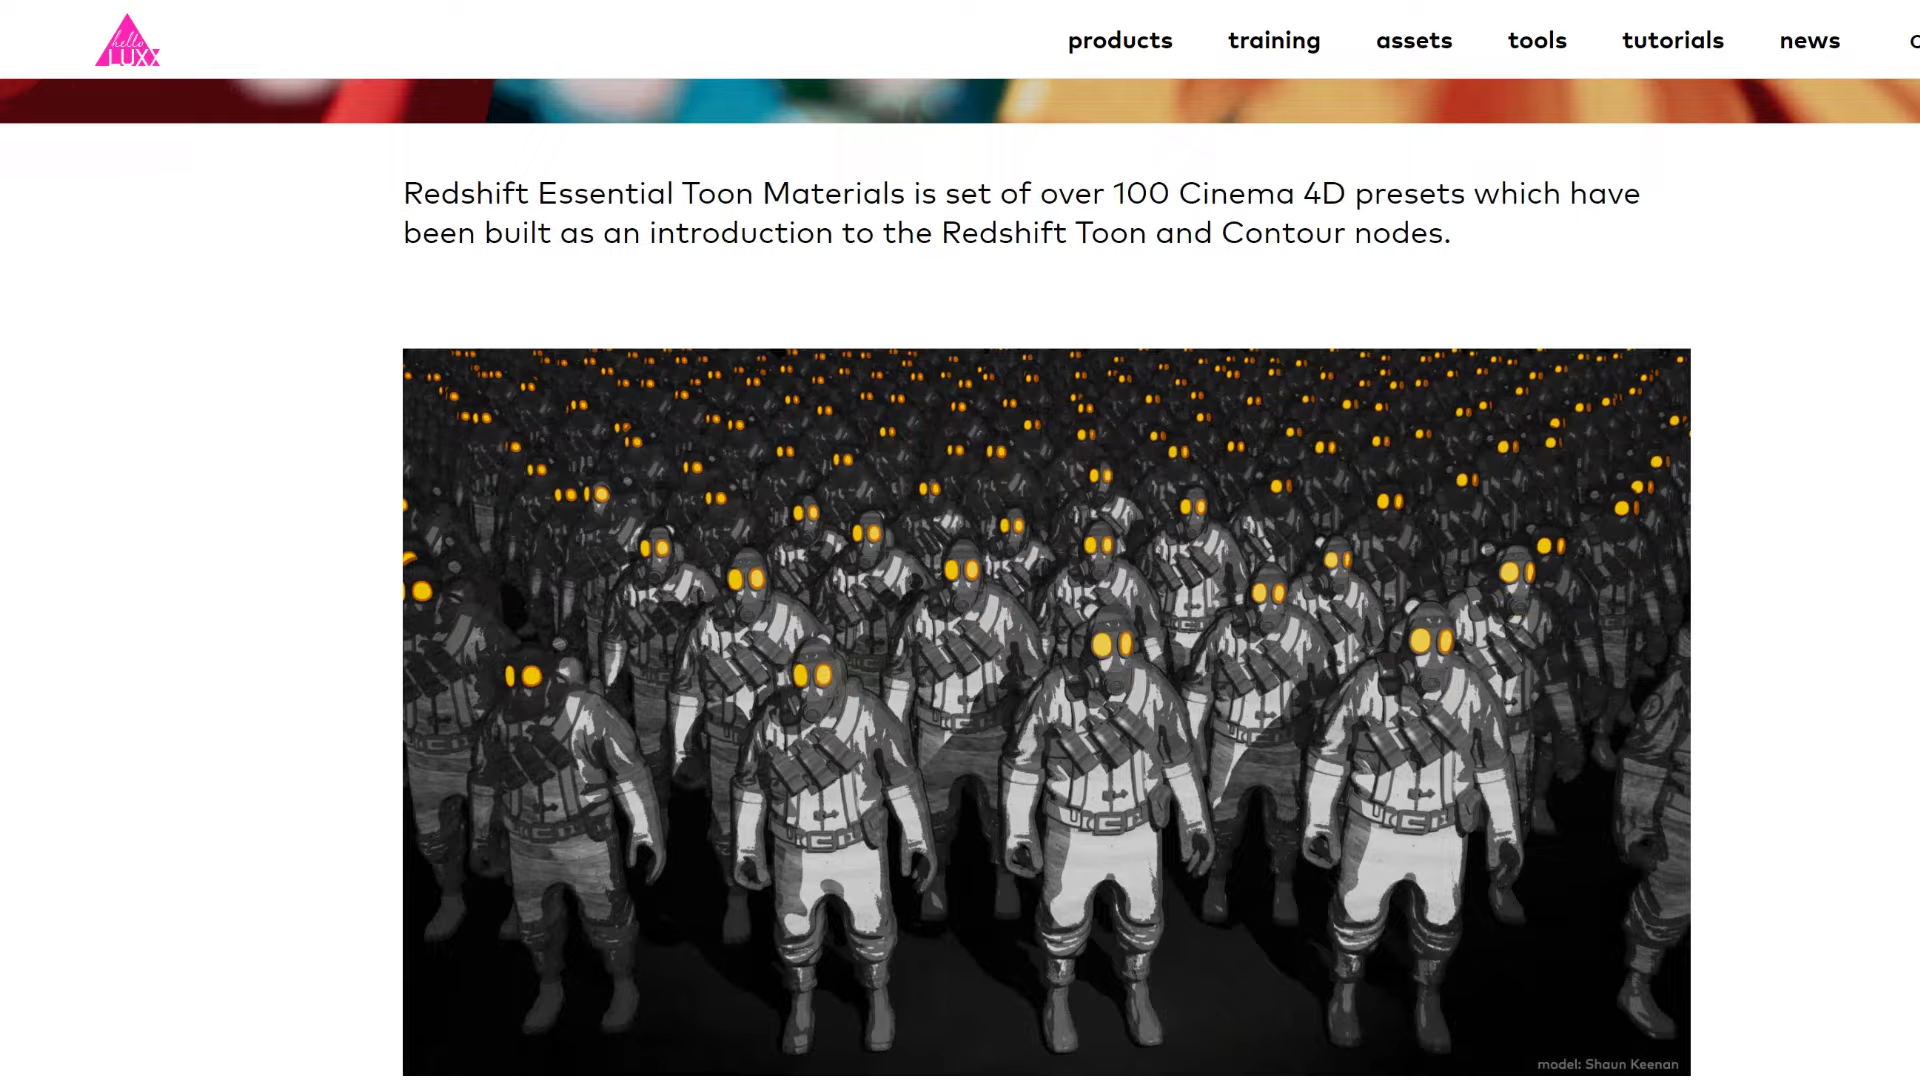 hello
LUXX
products training assets tools tutorials news
Redshift Essential Toon Materials is set of over 100 Cinema 4D presets which have
been built as an introduction to the Redshift Toon and Contour nodes.
model: Shaun Keenan